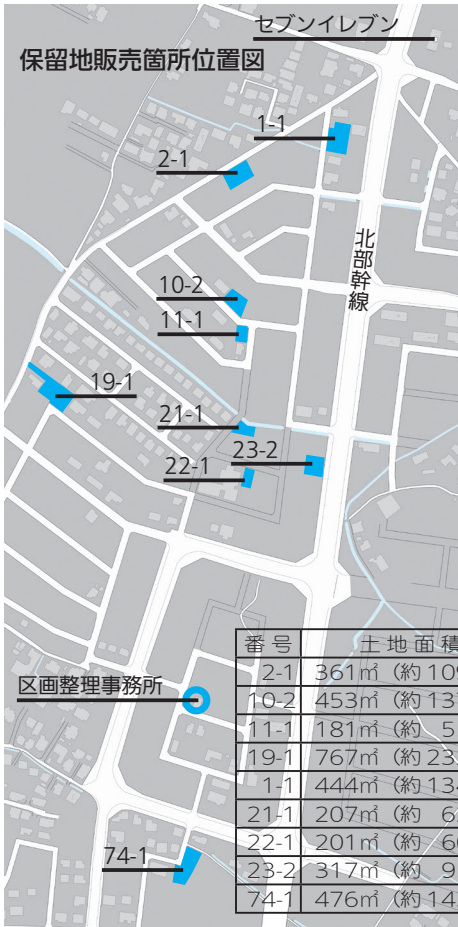 セブンイレブン
保留地販売箇所位置図
1-1
2-1
北部幹線
10-2
11-1
19-1
21-1
23-2
22-1
区画整理事務所
74-1
番号 土地面積
2-1 361㎡（約109
10-2 453㎡（約137
11-1 181㎡（約 5
19-1 767㎡（約23
1-1 444㎡（約134
21-1 207㎡（約 6
22-1 201㎡（約 6
23-2 317㎡（約 9
74-1 476㎡（約14